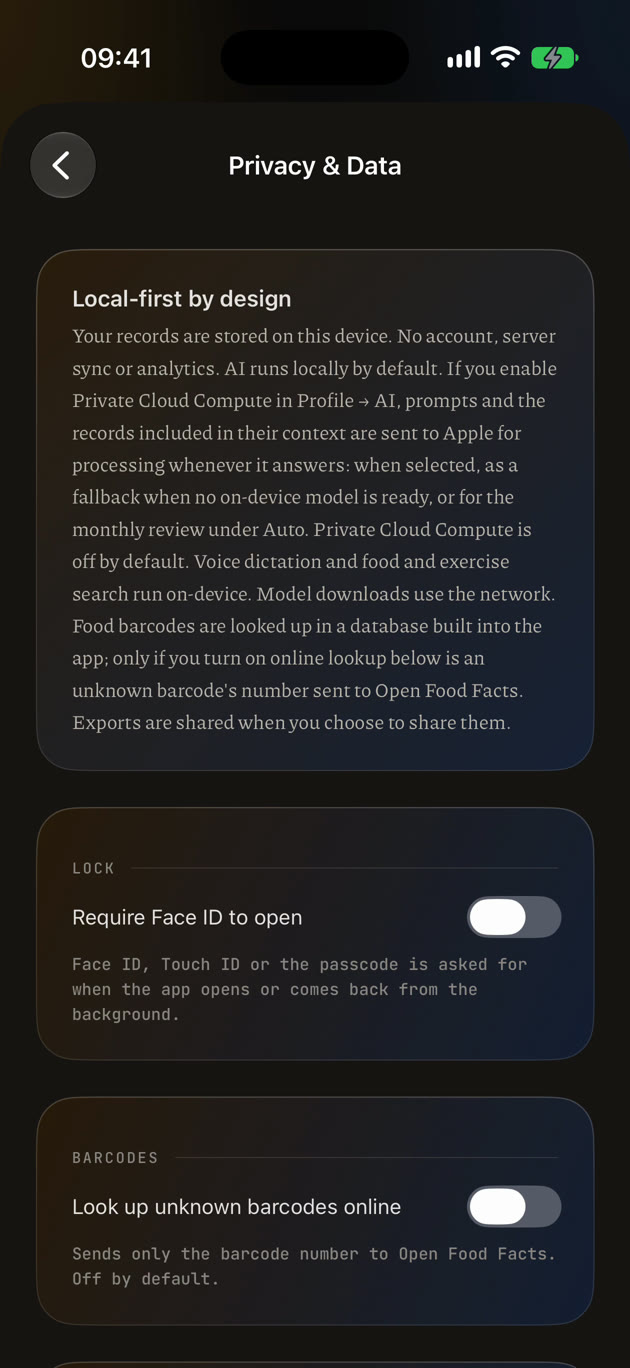 09:41
Privacy & Data
Local-first by design
Your records are stored on this device. No account, server
sync or analytics. AI runs locally by default. If you enable
Private Cloud Compute in Profile → AI, prompts and the
records included in their context are sent to Apple for
processing whenever it answers: when selected, as a
fallback when no on-device model is ready, or for the
monthly review under Auto. Private Cloud Compute is
off by default. Voice dictation and food and exercise
search run on-device. Model downloads use the network.
Food barcodes are looked up in a database built into the
app; only if you turn on online lookup below is an
unknown barcode's number sent to Open Food Facts.
Exports are shared when you choose to share them.
LOCK
Require Face ID to open
Face ID, Touch ID or the passcode is asked for
when the app opens or comes back from the
background.
BARCODES
Look up unknown barcodes online
Sends only the barcode number to Open Food Facts.
Off by default.